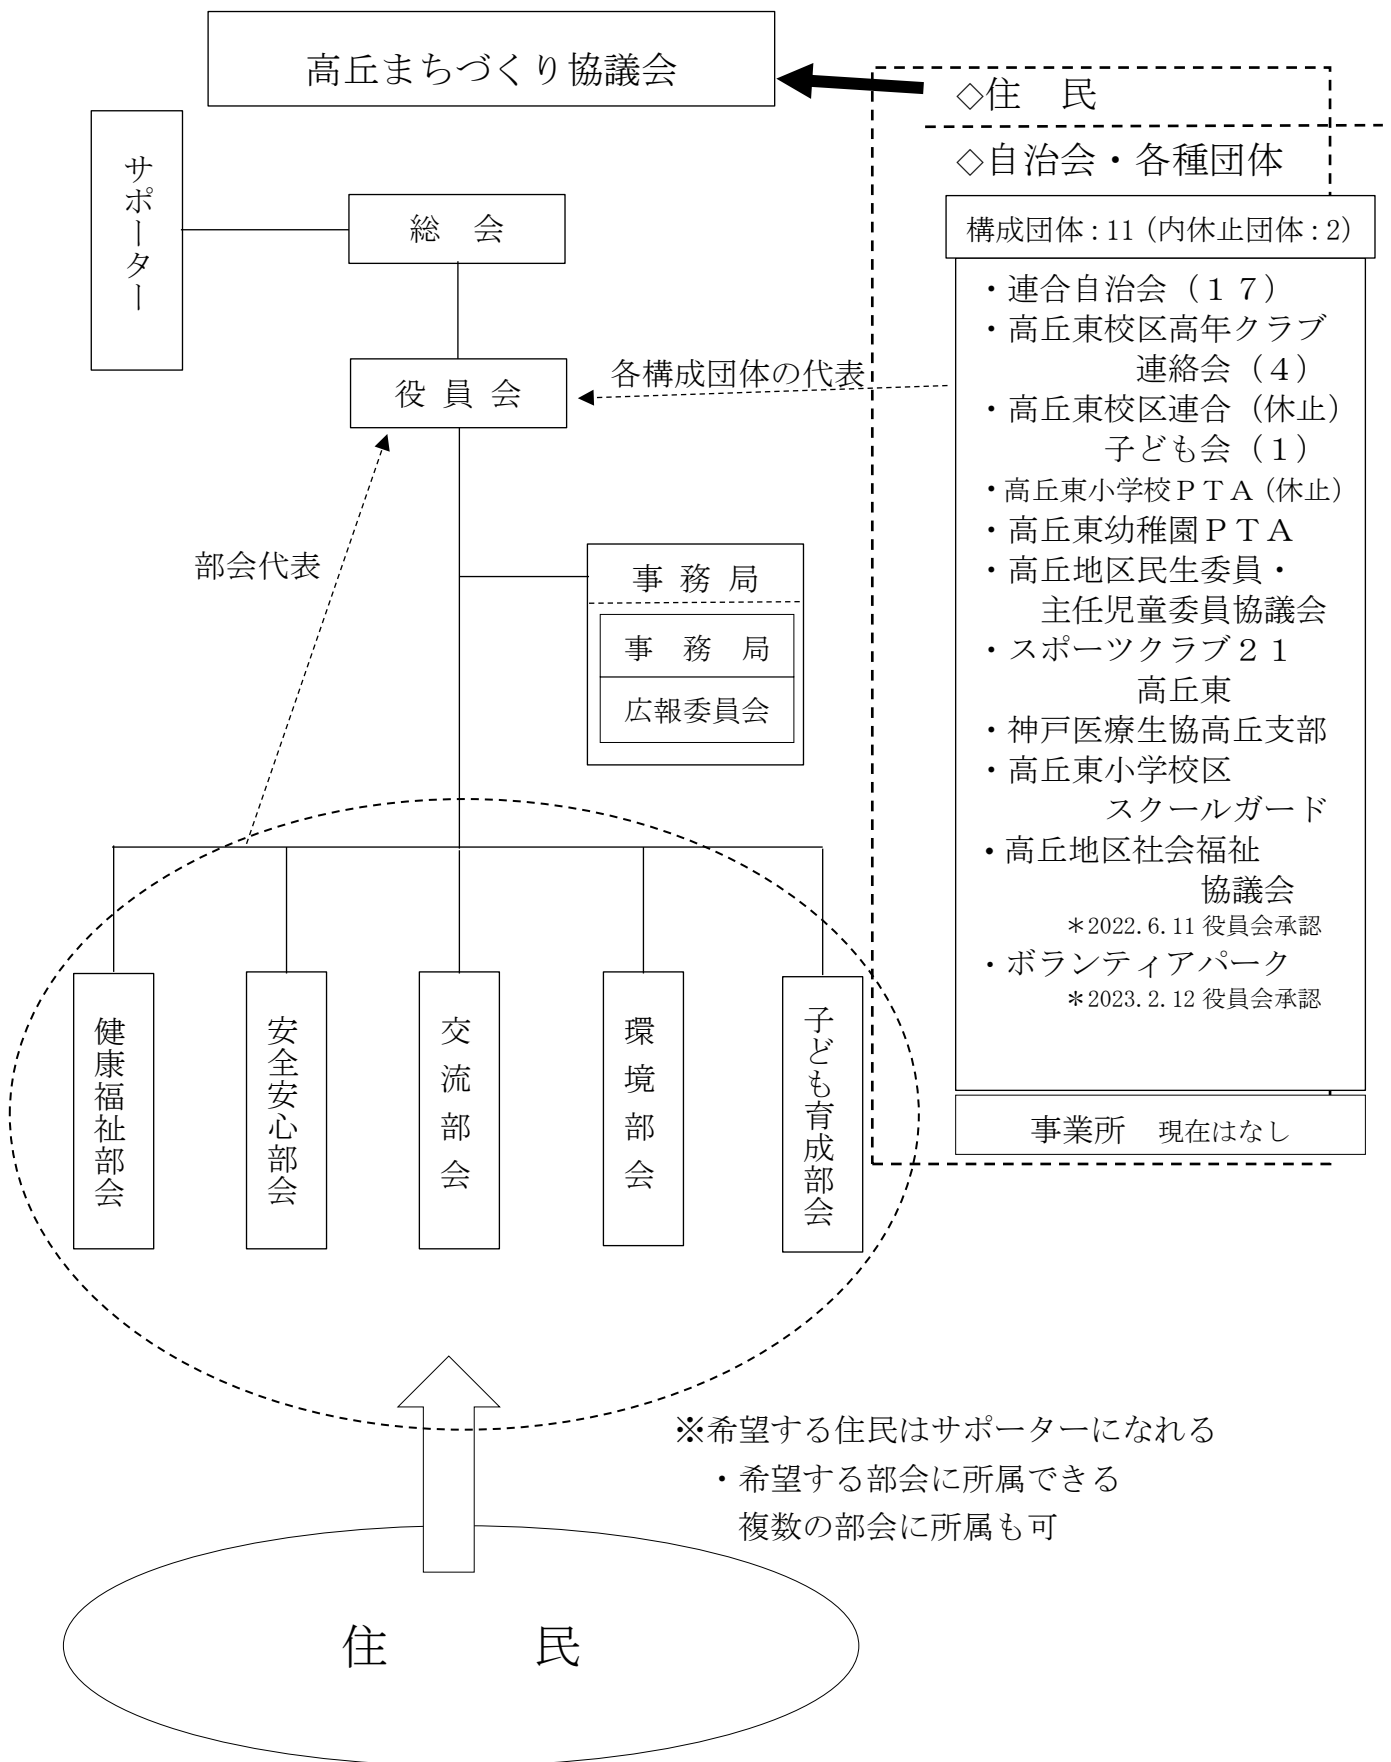 高丘まちづくり協議会
◇住　民
◇自治会・各種団体
サポーター
総　会
構成団体：11（内休止団体：2）
・連合自治会（１７）
・高丘東校区高年クラブ
連絡会（４）
・高丘東校区連合（休止）
子ども会（１）
・高丘東小学校ＰＴＡ（休止）
・高丘東幼稚園ＰＴＡ
・高丘地区民生委員・
主任児童委員協議会
・スポーツクラブ２１
高丘東
・神戸医療生協高丘支部
・高丘東小学校区
スクールガード
・高丘地区社会福祉
協議会
＊2022.6.11 役員会承認
・ボランティアパーク
＊2023.2.12 役員会承認
事業所　現在はなし
各構成団体の代表
役 員 会
部会代表
事 務 局
事　務　局
広報委員会
健康福祉部会
安全安心部会
交流部会
環境部会
子ども育成部会
※希望する住民はサポーターになれる
・希望する部会に所属できる
複数の部会に所属も可
住　　　民